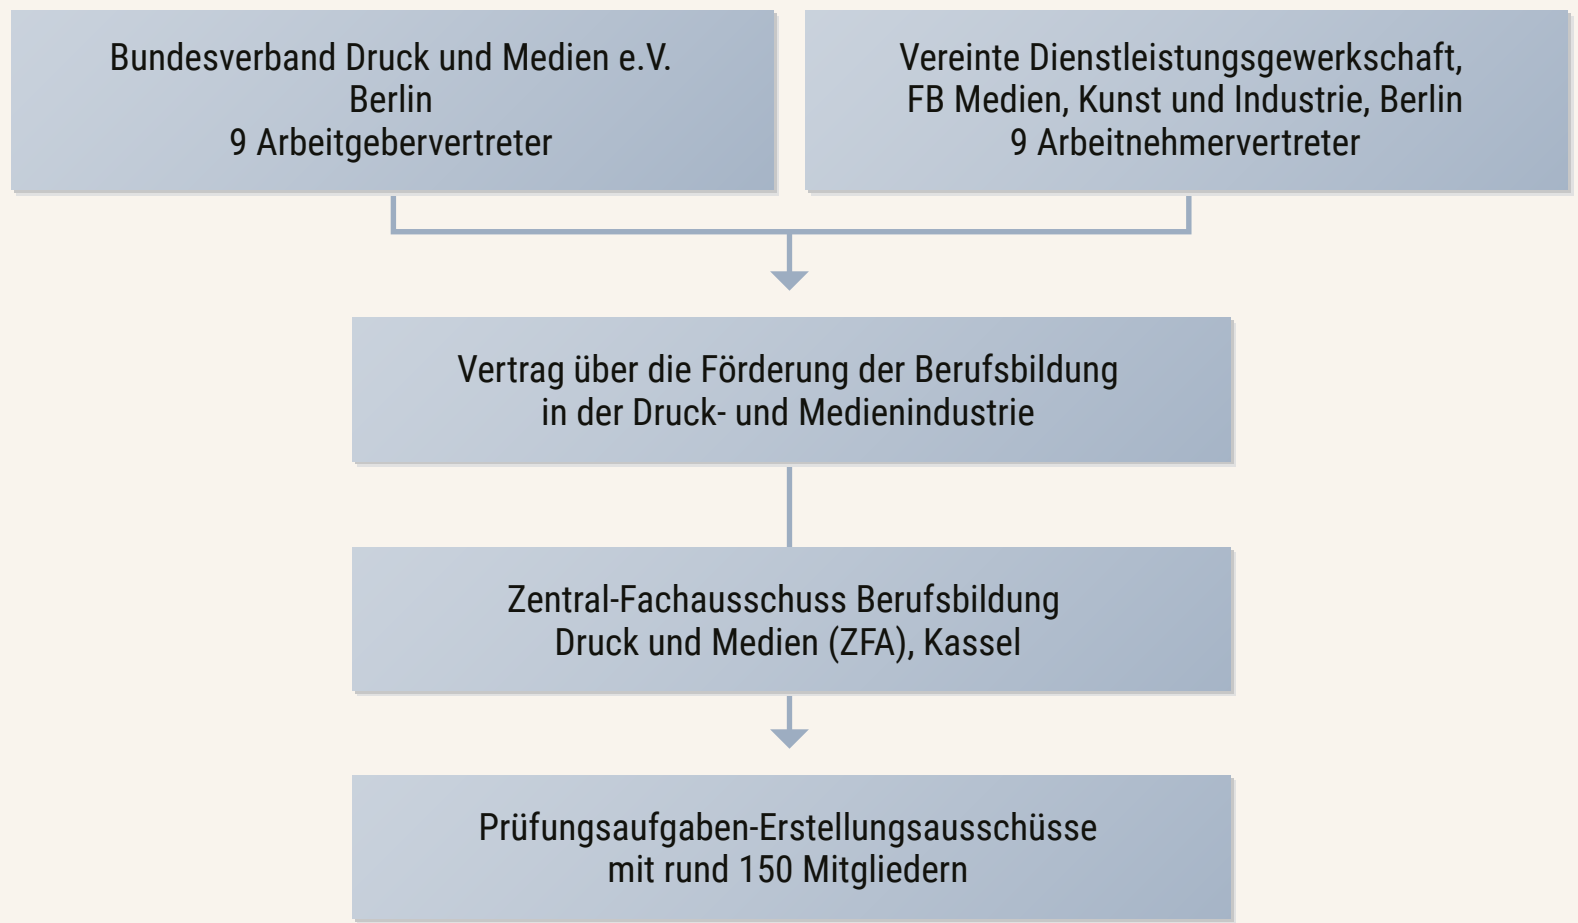 Bundesverband Druck und Medien e.V.
Berlin
9 Arbeitgebervertreter
Vereinte Dienstleistungsgewerkschaft,
FB Medien, Kunst und Industrie, Berlin
9 Arbeitnehmervertreter
Vertrag über die Förderung der Berufsbildung
in der Druck- und Medienindustrie
Zentral-Fachausschuss Berufsbildung
Druck und Medien (ZFA), Kassel
Prüfungsaufgaben-Erstellungsausschüsse
mit rund 150 Mitgliedern